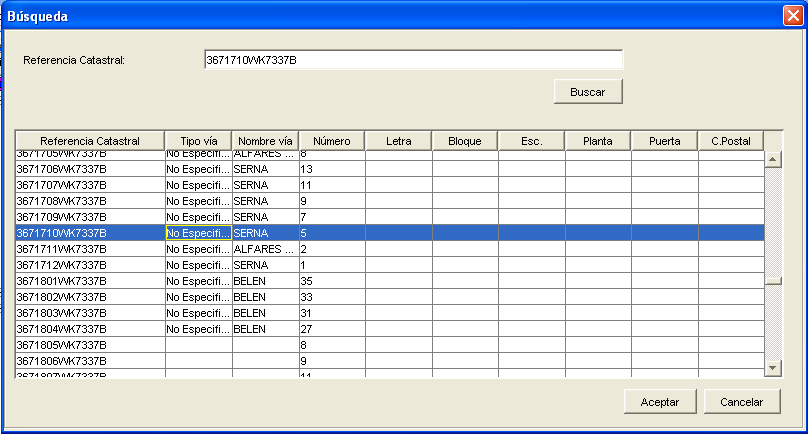 Búsqueda
Referencia Catastral: 3671710WK7337B
Buscar
Referencia Catastral Tipo vía Nombre vía Número Letra Bloque Esc. Planta Puerta C.Postal
3671705WK7337B No Especifi... ALFARES ... 8
3671706WK7337B No Especifi... SERNA 13
3671707WK7337B No Especifi... SERNA 11
3671708WK7337B No Especifi... SERNA 9
3671709WK7337B No Especifi... SERNA 7
3671710WK7337B No Especifi... SERNA 5
3671711WK7337B No Especifi... ALFARES ... 2
3671712WK7337B No Especifi... SERNA 1
3671801WK7337B No Especifi... BELEN 35
3671802WK7337B No Especifi... BELEN 33
3671803WK7337B No Especifi... BELEN 31
3671804WK7337B No Especifi... BELEN 27
3671805WK7337B 8
3671806WK7337B 9
3671807WK7337B 11
Aceptar Cancelar